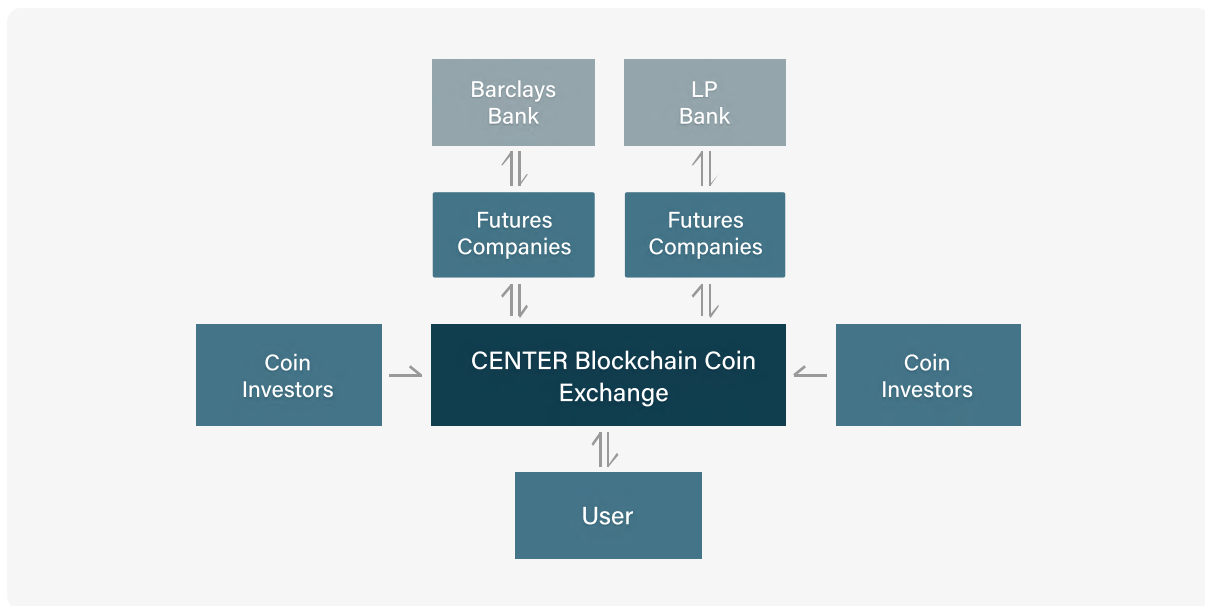 Barclays
Bank
LP
Bank
Futures
Companies
Futures
Companies
Coin
Investors
CENTER Blockchain Coin
Exchange
Coin
Investors
User